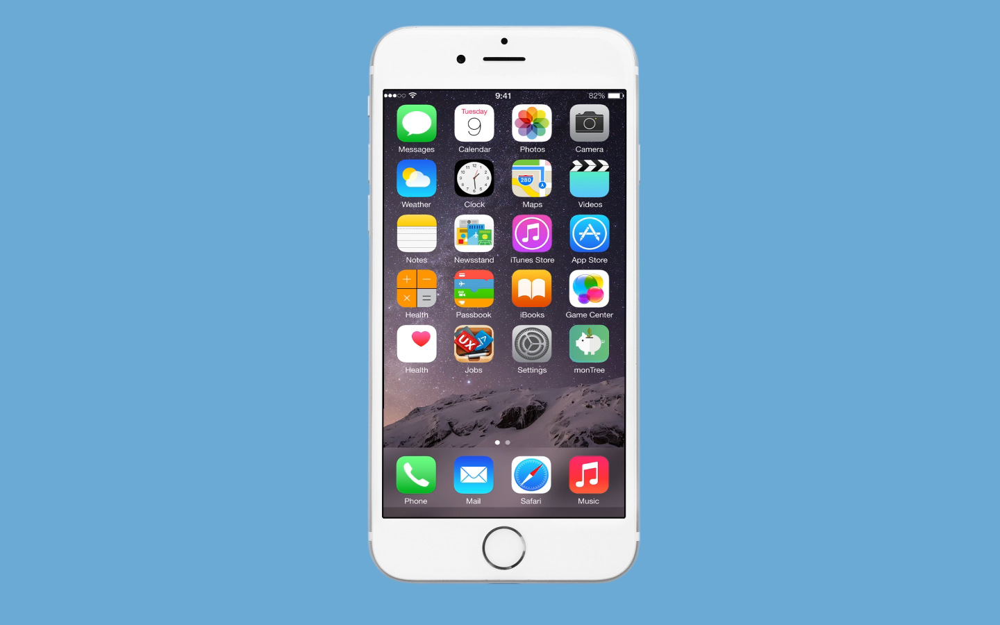 9:41 82%
Tuesday
9
Messages Calendar Photos Camera
280
Weather Clock Maps Videos
Notes Newsstand iTunes Store App Store
Health Passbook iBooks Game Center
UX
Health Jobs Settings monTree
Phone Mail Safari Music